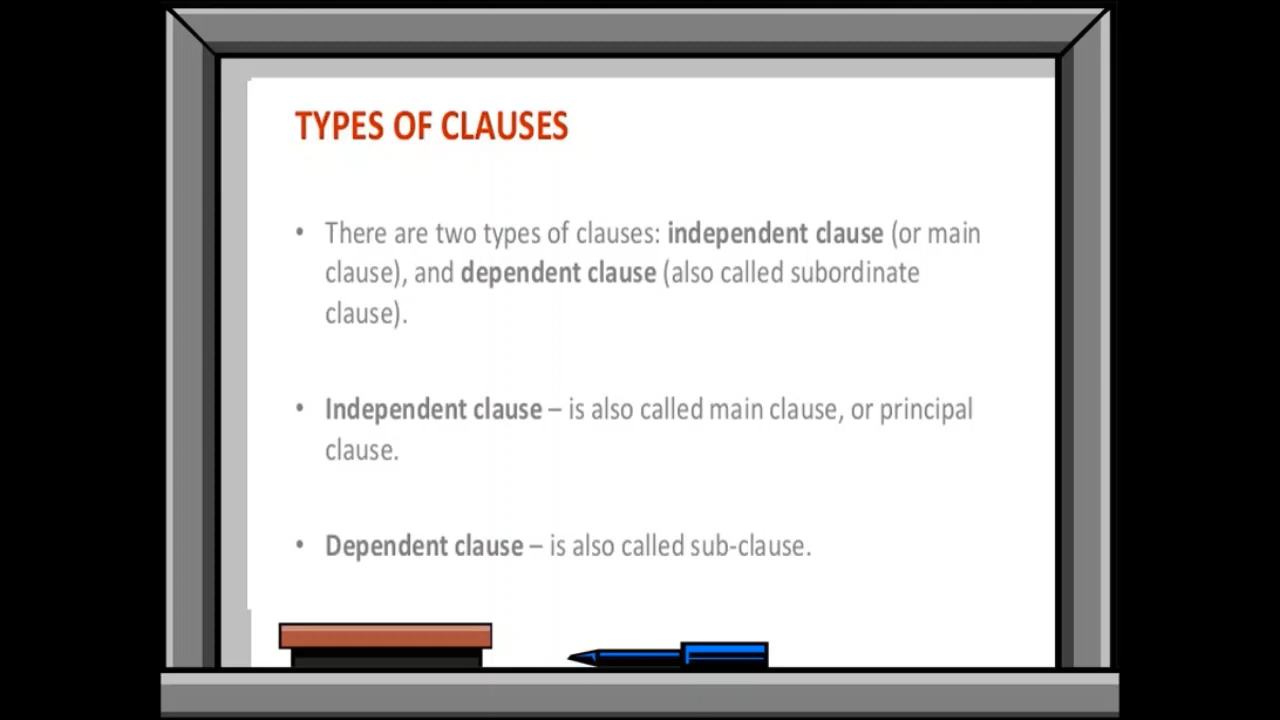 TYPES OF CLAUSES
• There are two types of clauses: independent clause (or main
clause), and dependent clause (also called subordinate
clause).
• Independent clause – is also called main clause, or principal
clause.
• Dependent clause – is also called sub-clause.